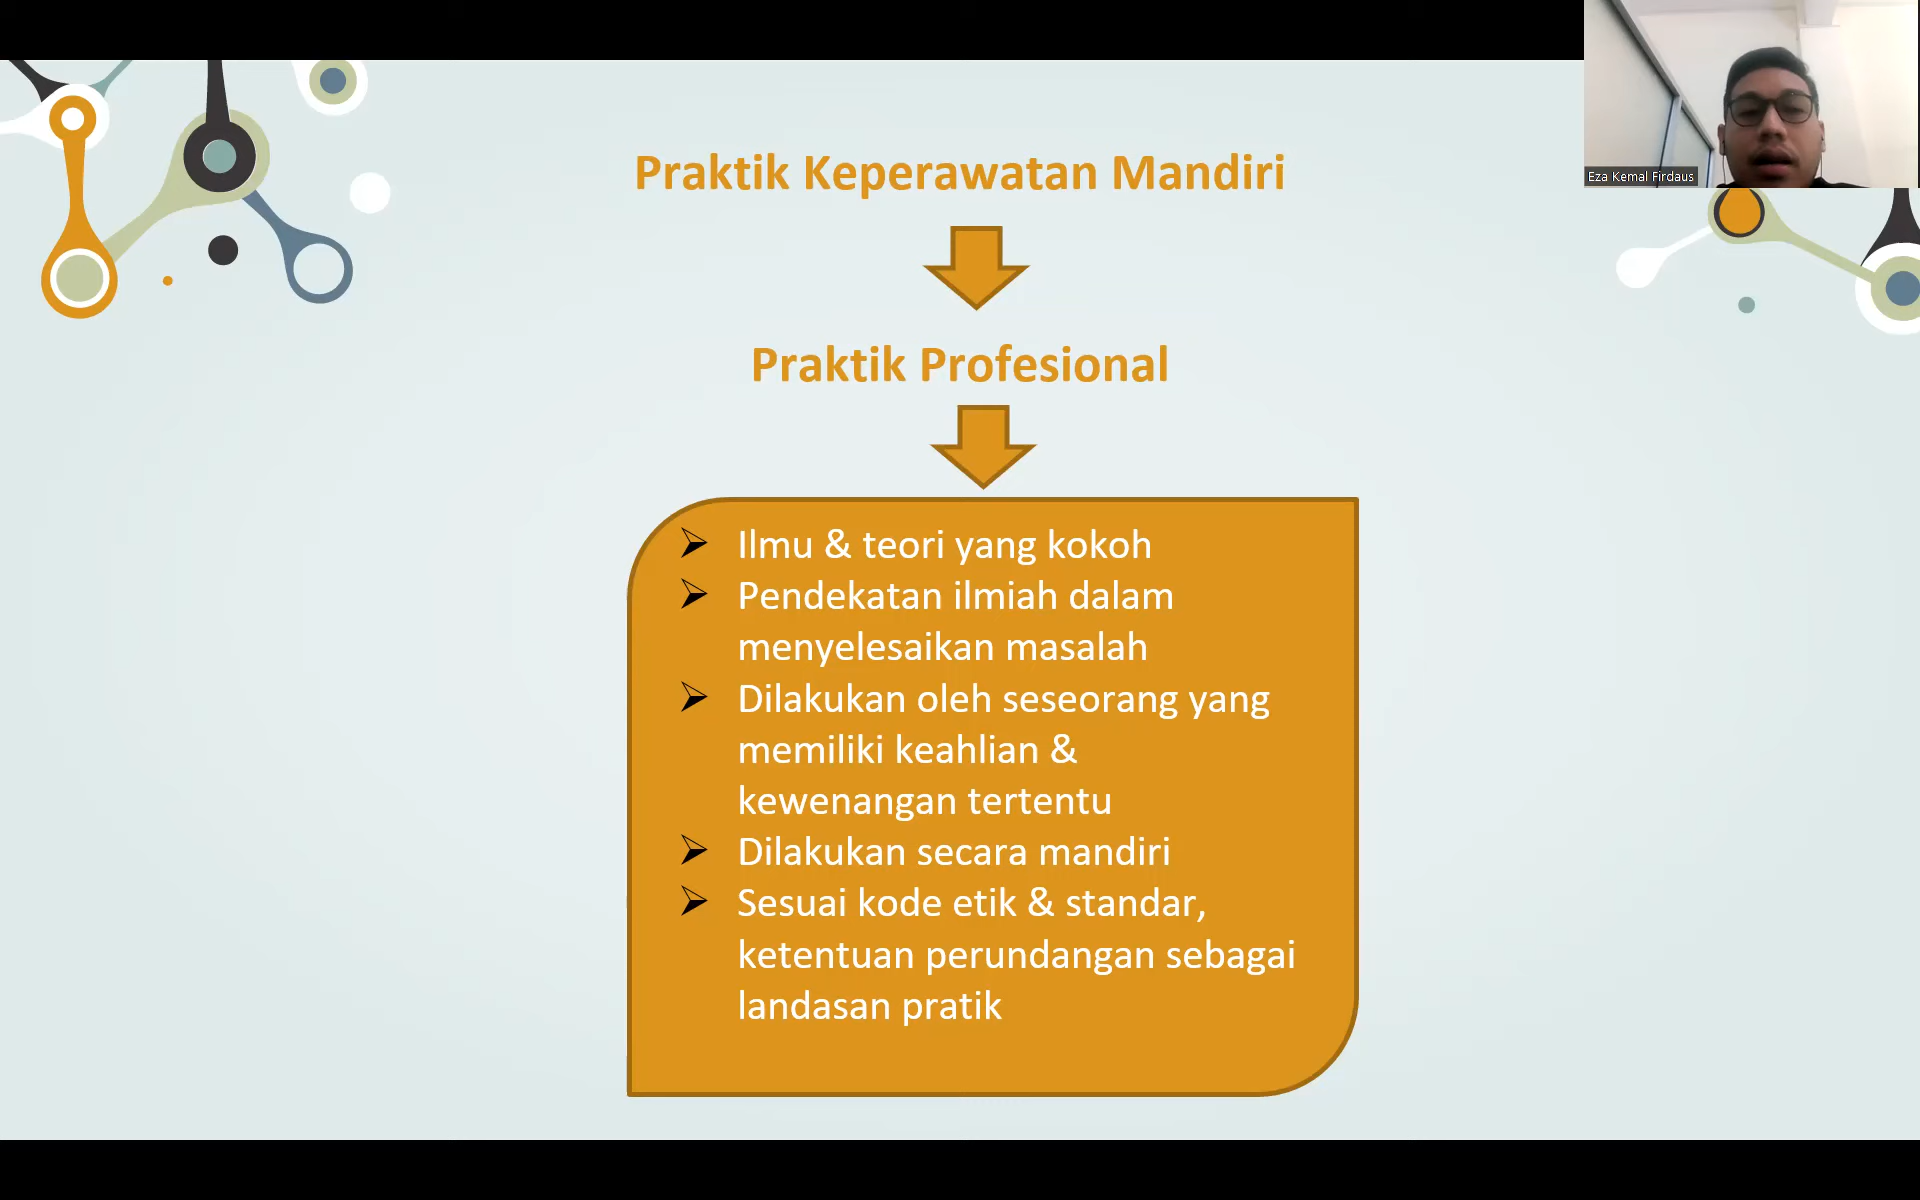 Eza Kemal Firdaus
Praktik Keperawatan Mandiri
Praktik Profesional
Ilmu & teori yang kokoh
Pendekatan ilmiah dalam
menyelesaikan masalah
Dilakukan oleh seseorang yang
memiliki keahlian &
kewenangan tertentu
Dilakukan secara mandiri
Sesuai kode etik & standar,
ketentuan perundangan sebagai
landasan pratik